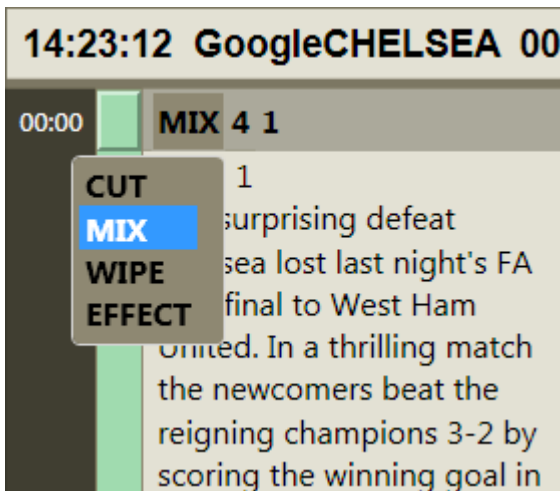 14:23:12 GoogleCHELSEA 00
00:00 MIX 4 1
1
CUT
MIX
WIPE
EFFECT
surprising defeat
sea lost last night's FA
final to West Ham
United. In a thrilling match
the newcomers beat the
reigning champions 3-2 by
scoring the winning goal in